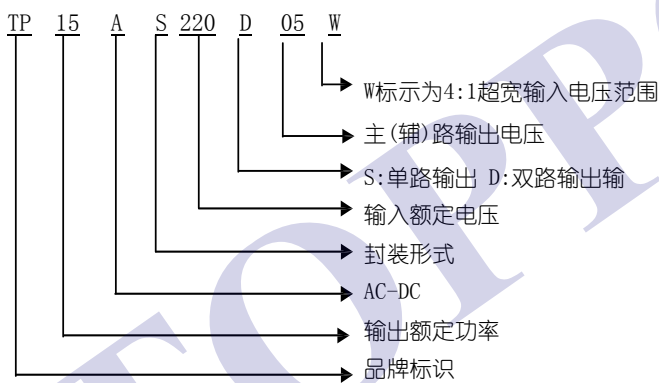 TP 15 A S 220 D 05 W
W标示为4:1超宽输入电压范围
主(辅)路输出电压
S:单路输出 D:双路输出输
输入额定电压
封装形式
AC-DC
输出额定功率
品牌标识